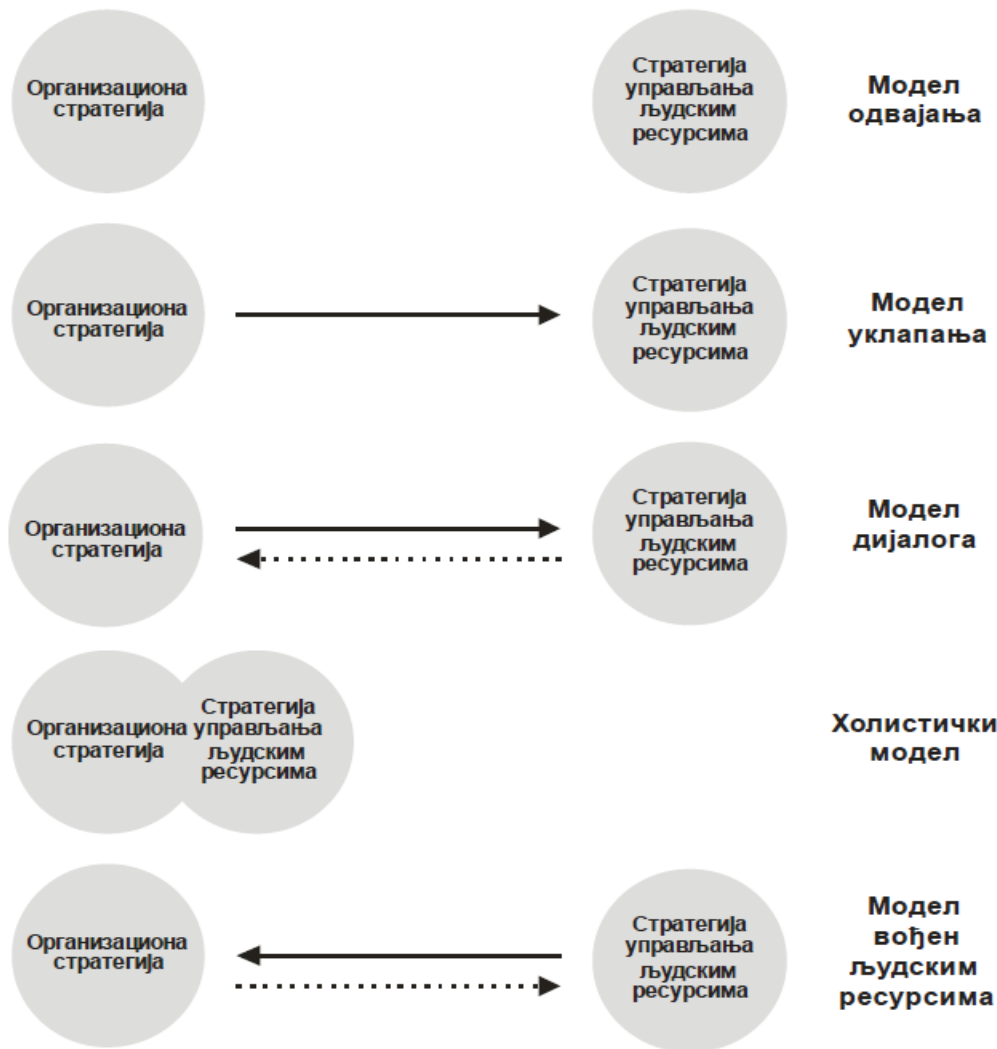 Организациона
стратегија
Стратегија
управљања
људским
ресурсима
Модел
одвајања
Организациона
стратегија
Стратегија
управљања
људским
ресурсима
Модел
уклапања
Организациона
стратегија
Стратегија
управљања
људским
ресурсима
Модел
дијалога
Организациона
стратегија
Стратегија
управљања
људским
ресурсима
Холистички
модел
Организациона
стратегија
Стратегија
управљања
људским
ресурсима
Модел
вођен
људским
ресурсима